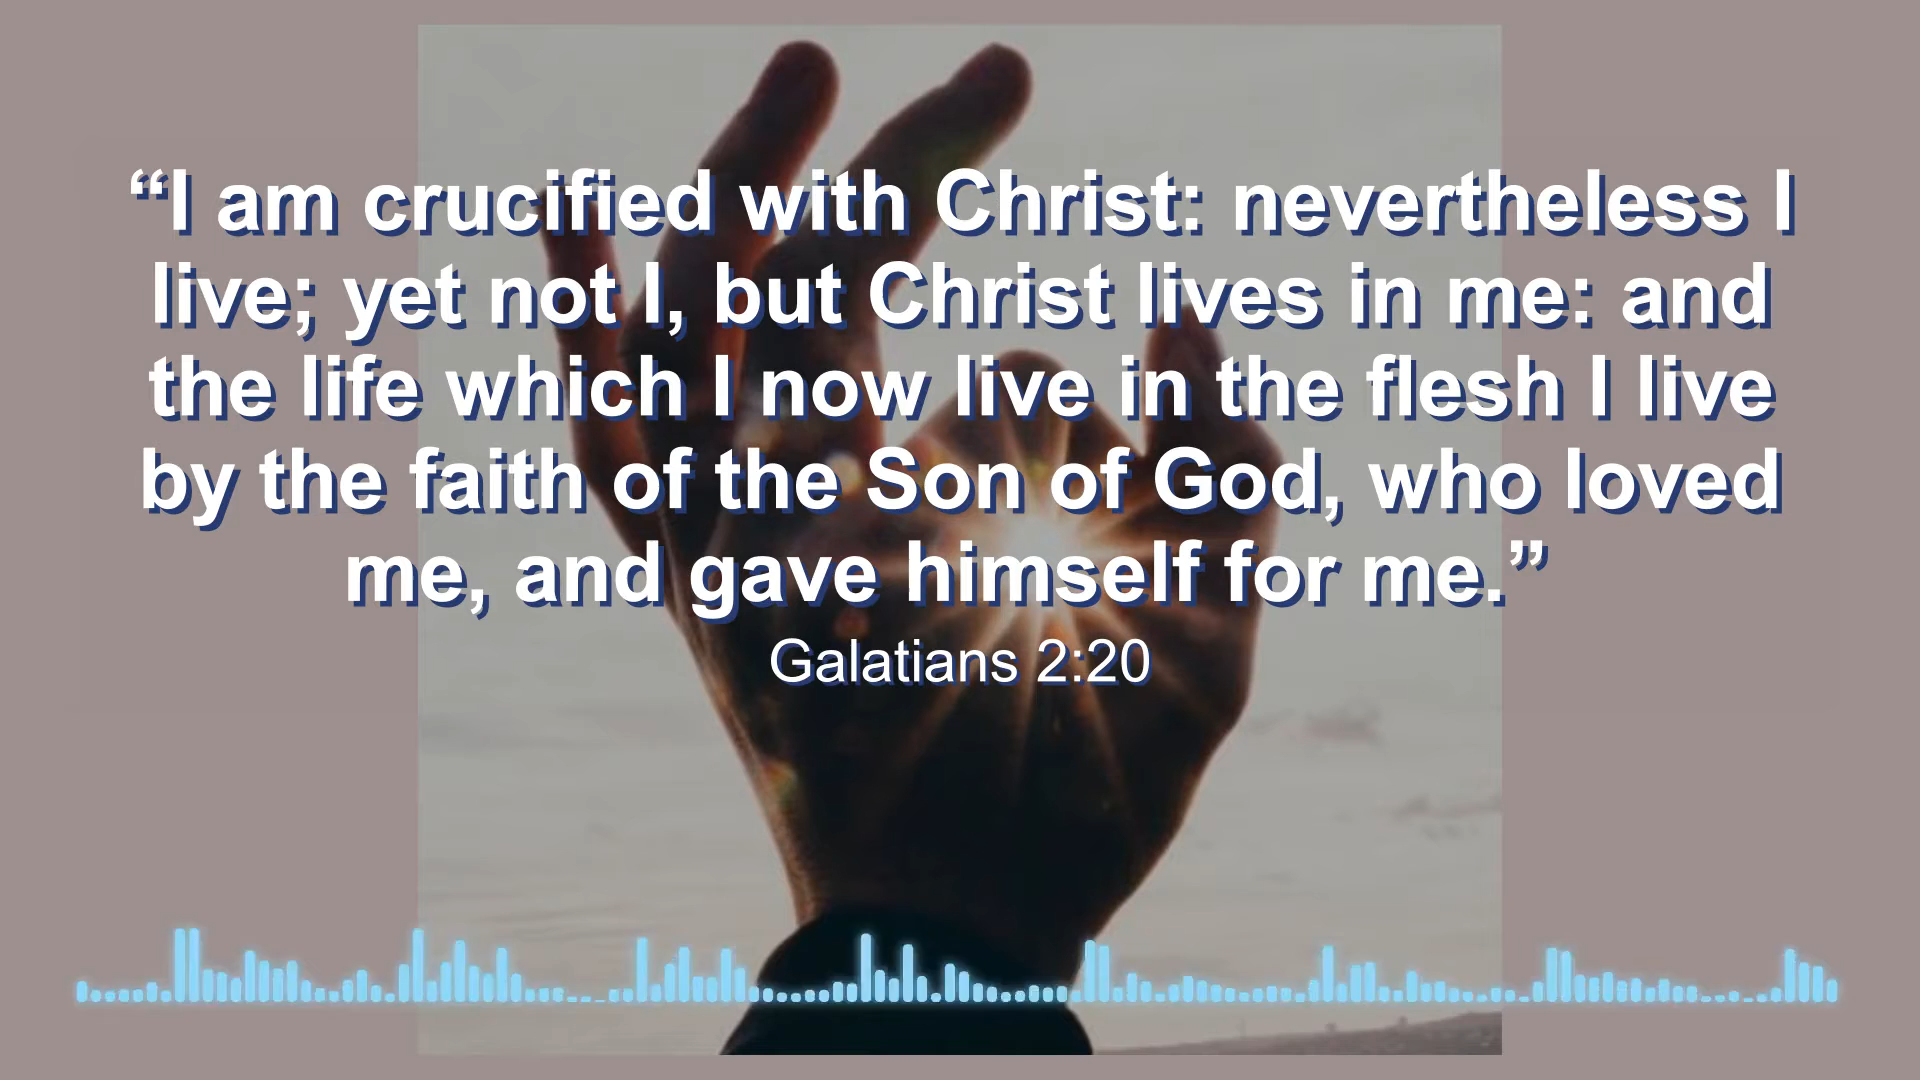 “I am crucified with Christ: nevertheless I
live; yet not I, but Christ lives in me: and
the life which I now live in the flesh I live
by the faith of the Son of God, who loved
me, and gave himself for me.”
Galatians 2:20